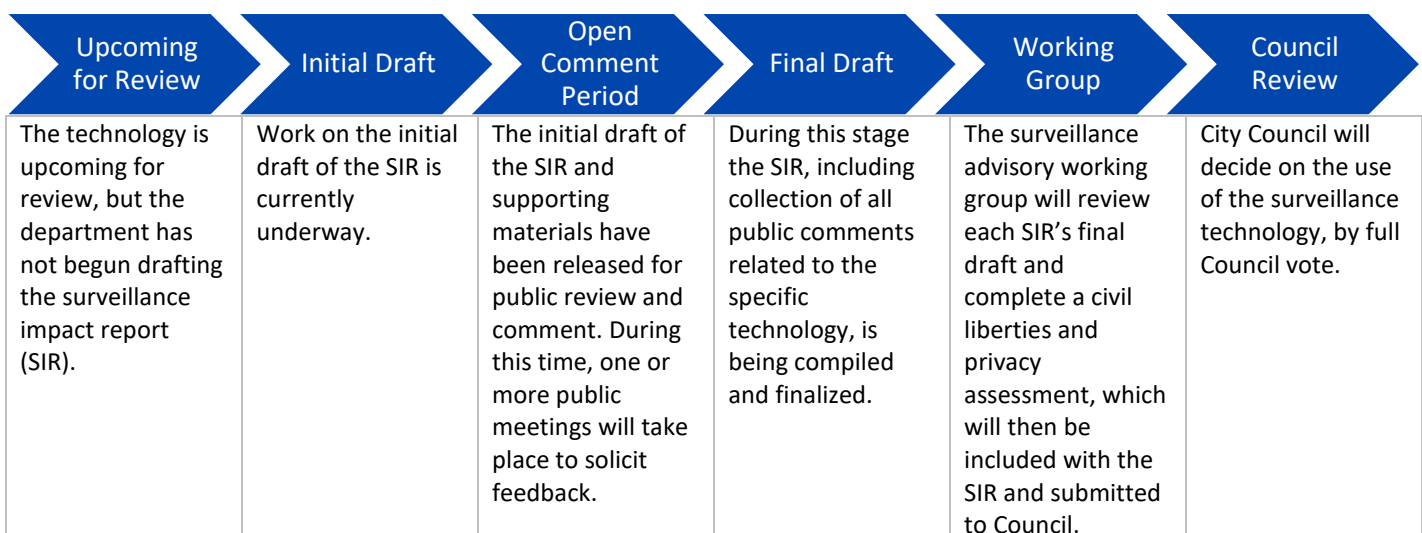 Upcoming
for Review
Initial Draft
Open
Comment
Period
Final Draft
Working
Group
Council
Review
The technology is
upcoming for
review, but the
department has
not begun drafting
the surveillance
impact report
(SIR).
Work on the initial
draft of the SIR is
currently
underway.
The initial draft of
the SIR and
supporting
materials have
been released for
public review and
comment. During
this time, one or
more public
meetings will take
place to solicit
feedback.
During this stage
the SIR, including
collection of all
public comments
related to the
specific
technology, is
being compiled
and finalized.
The surveillance
advisory working
group will review
each SIR’s final
draft and
complete a civil
liberties and
privacy
assessment, which
will then be
included with the
SIR and submitted
to Council.
City Council will
decide on the use
of the surveillance
technology, by full
Council vote.